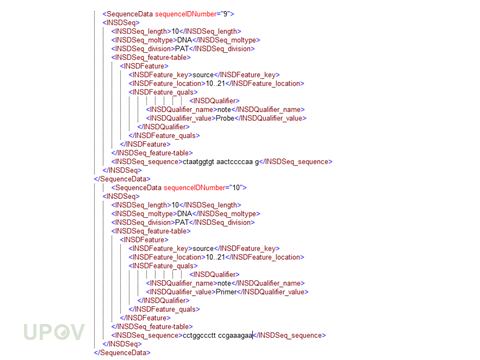 <SequenceData sequenceIDNumber="9">
<INSDSeq>
<INSDSeq_length>10</INSDSeq_length>
<INSDSeq_moltype>DNA</INSDSeq_moltype>
<INSDSeq_division>PAT</INSDSeq_division>
<INSDSeq_feature-table>
<INSDFeature>
<INSDFeature_key>source</INSDFeature_key>
<INSDFeature_location>10..21</INSDFeature_location>
<INSDFeature_quals>
<INSDQualifier>
<INSDQualifier_name>note</INSDQualifier_name>
<INSDQualifier_value>Probe</INSDQualifier_value>
</INSDQualifier>
</INSDFeature_quals>
</INSDFeature>
</INSDSeq_feature-table>
<INSDSeq_sequence>ctaatggtgt aactccccaa g</INSDSeq_sequence>
</INSDSeq>
</SequenceData>
<SequenceData sequenceIDNumber="10">
<INSDSeq>
<INSDSeq_length>10</INSDSeq_length>
<INSDSeq_moltype>DNA</INSDSeq_moltype>
<INSDSeq_division>PAT</INSDSeq_division>
<INSDSeq_feature-table>
<INSDFeature>
<INSDFeature_key>source</INSDFeature_key>
<INSDFeature_location>10..21</INSDFeature_location>
<INSDFeature_quals>
<INSDQualifier>
<INSDQualifier_name>note</INSDQualifier_name>
<INSDQualifier_value>Primer</INSDQualifier_value>
</INSDQualifier>
</INSDFeature_quals>
</INSDFeature>
</INSDSeq_feature-table>
<INSDSeq_sequence>cctggccctt ccgaaagaa</INSDSeq_sequence>
</INSDSeq>
</SequenceData>
UPOV